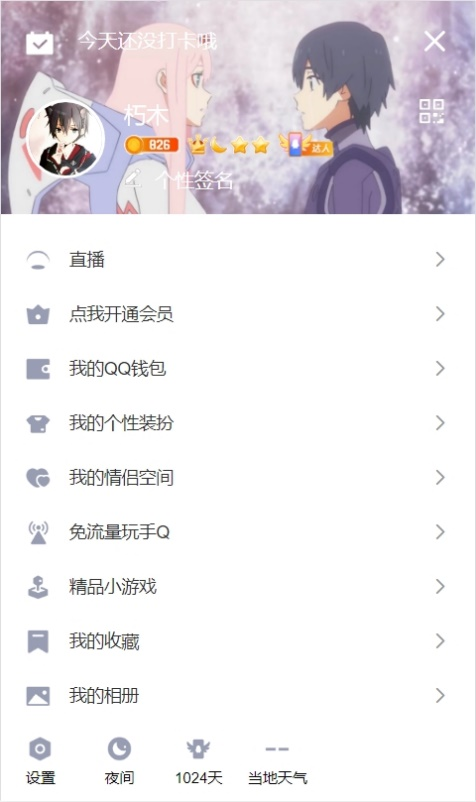 今天还没打卡哦
朽木
826 达人
个性签名
直播
点我开通会员
我的QQ钱包
我的个性装扮
我的情侣空间
免流量玩手Q
精品小游戏
我的收藏
我的相册
设置 夜间 1024天 当地天气